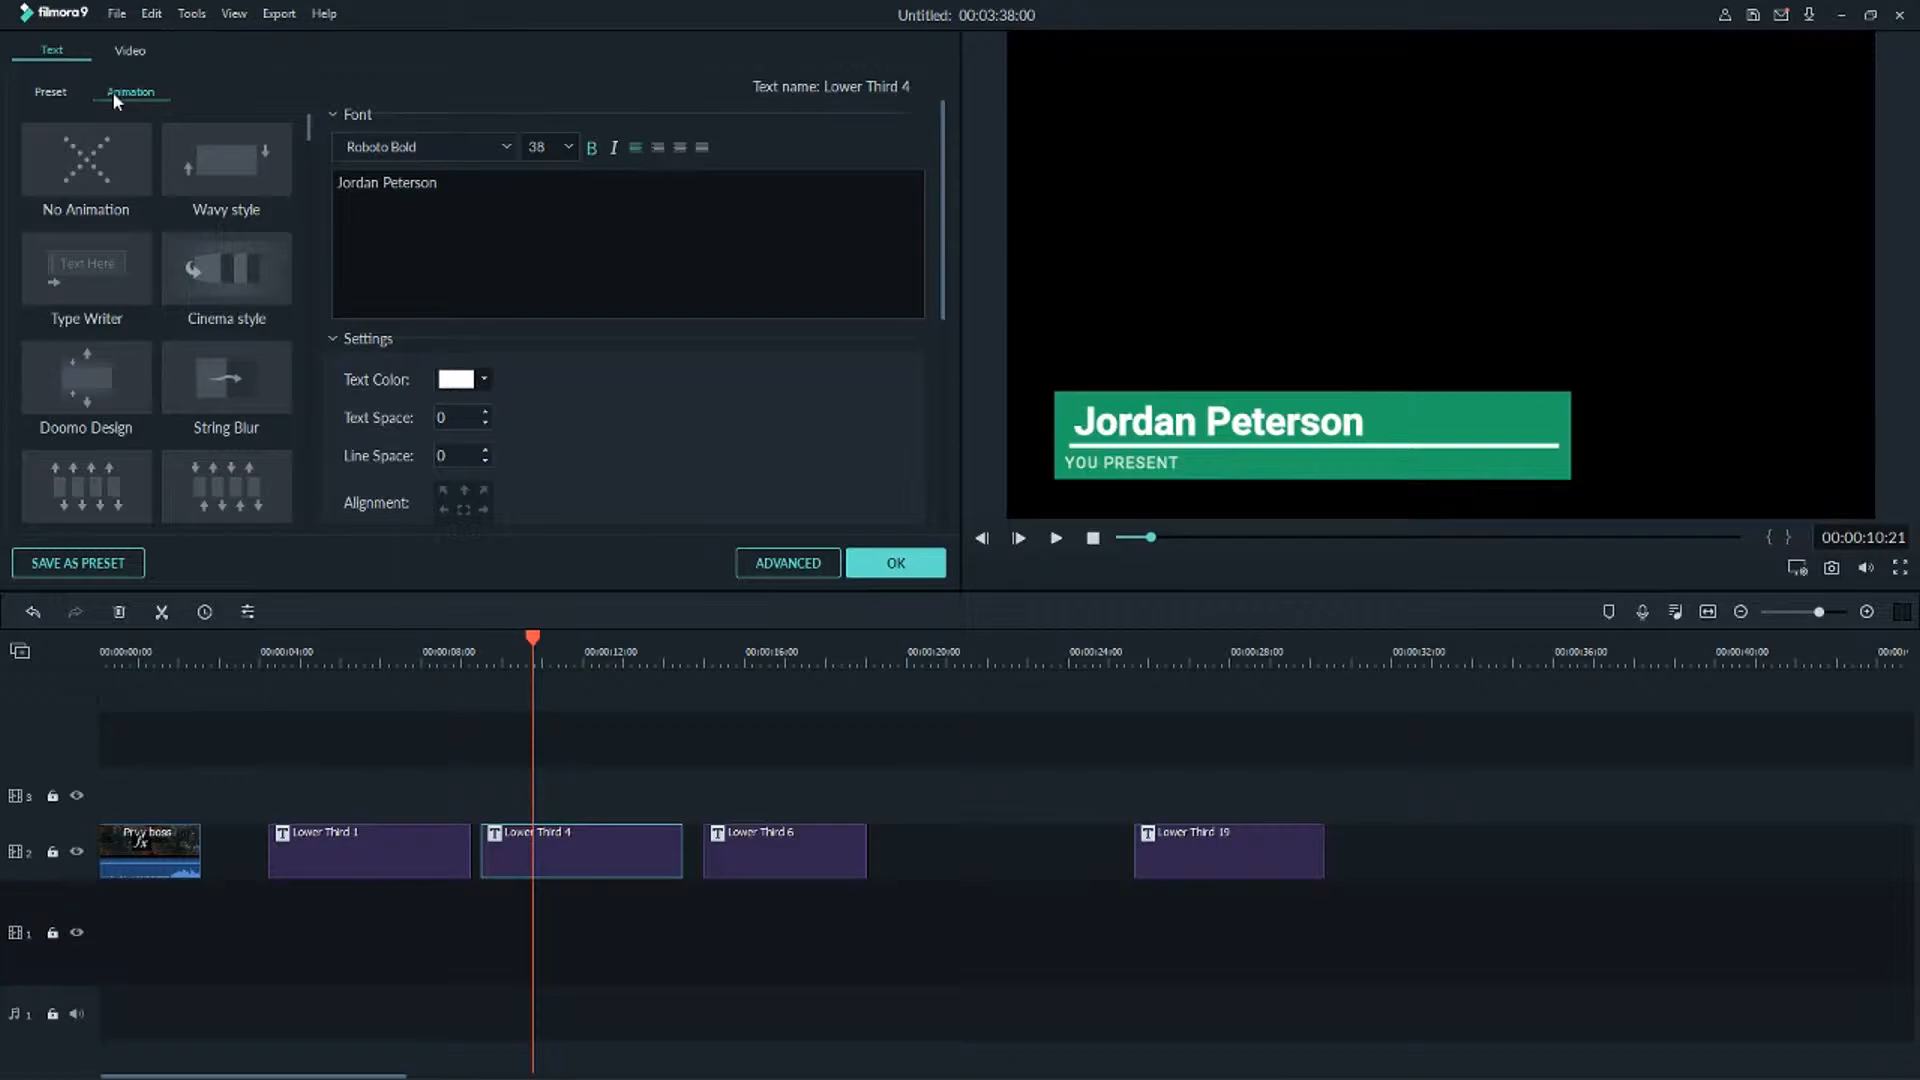 filmora9 File Edit Tools View Export Help Untitled: 00:03:38:00
Text Video
Preset Animation Text name: Lower Third 4
Font
Roboto Bold 38 B I
Jordan Peterson
No Animation Wavy style
Text Here
Type Writer Cinema style
Settings
Text Color:
Text Space: 0
Doomo Design String Blur
Line Space: 0
Alignment:
Jordan Peterson
YOU PRESENT
SAVE AS PRESET ADVANCED OK
{ } 00:00:10:21
00:00:00:00 00:00:04:00 00:00:08:00 00:00:12:00 00:00:16:00 00:00:20:00 00:00:24:00 00:00:28:00 00:00:32:00 00:00:36:00 00:00:40:00
3
2 boss fx T Lower Third 1 T Lower Third 4 T Lower Third 6 T Lower Third 19
1
1